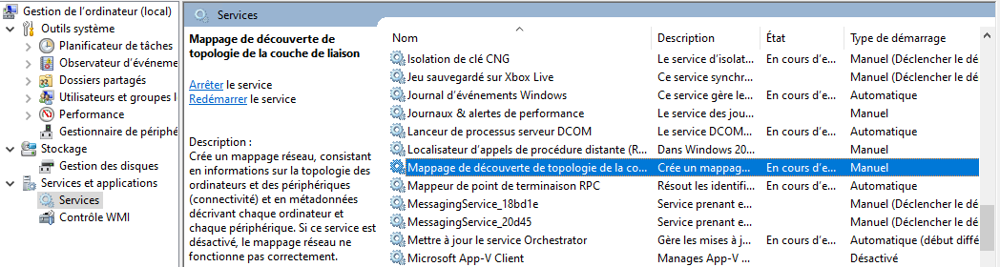 Gestion de l'ordinateur (local)
Outils système
Planificateur de tâches
Observateur d'événeme
Dossiers partagés
Utilisateurs et groupes l
Performance
Gestionnaire de périphé
Stockage
Gestion des disques
Services et applications
Services
Contrôle WMI
Services
Mappage de découverte de
topologie de la couche de liaison
Arrêter le service
Redémarrer le service
Description :
Crée un mappage réseau, consistant
en informations sur la topologie des
ordinateurs et des périphériques
(connectivité) et en métadonnées
décrivant chaque ordinateur et
chaque périphérique. Si ce service est
désactivé, le mappage réseau ne
fonctionne pas correctement.
Nom Description État Type de démarrage
Isolation de clé CNG Le service d'isolat... En cours d'e... Manuel (Déclencher le dé
Jeu sauvegardé sur Xbox Live Ce service synchr... Manuel (Déclencher le dé
Journal d'événements Windows Ce service gère le... En cours d'e... Automatique
Journaux & alertes de performance Le service des jou... Manuel
Lanceur de processus serveur DCOM Le service DCOM... En cours d'e... Automatique
Localisateur d'appels de procédure distante (R... Dans Windows 20... Manuel
Mappage de découverte de topologie de la co... Crée un mappag... En cours d'e... Manuel
Mappeur de point de terminaison RPC Résout les identifi... En cours d'e... Automatique
MessagingService_18bd1e Service prenant e... Manuel (Déclencher le dé
MessagingService_20d45 Service prenant e... Manuel (Déclencher le dé
Mettre à jour le service Orchestrator Gère les mises à j... En cours d'e... Automatique (début différ
Microsoft App-V Client Manages App-V ... Désactivé